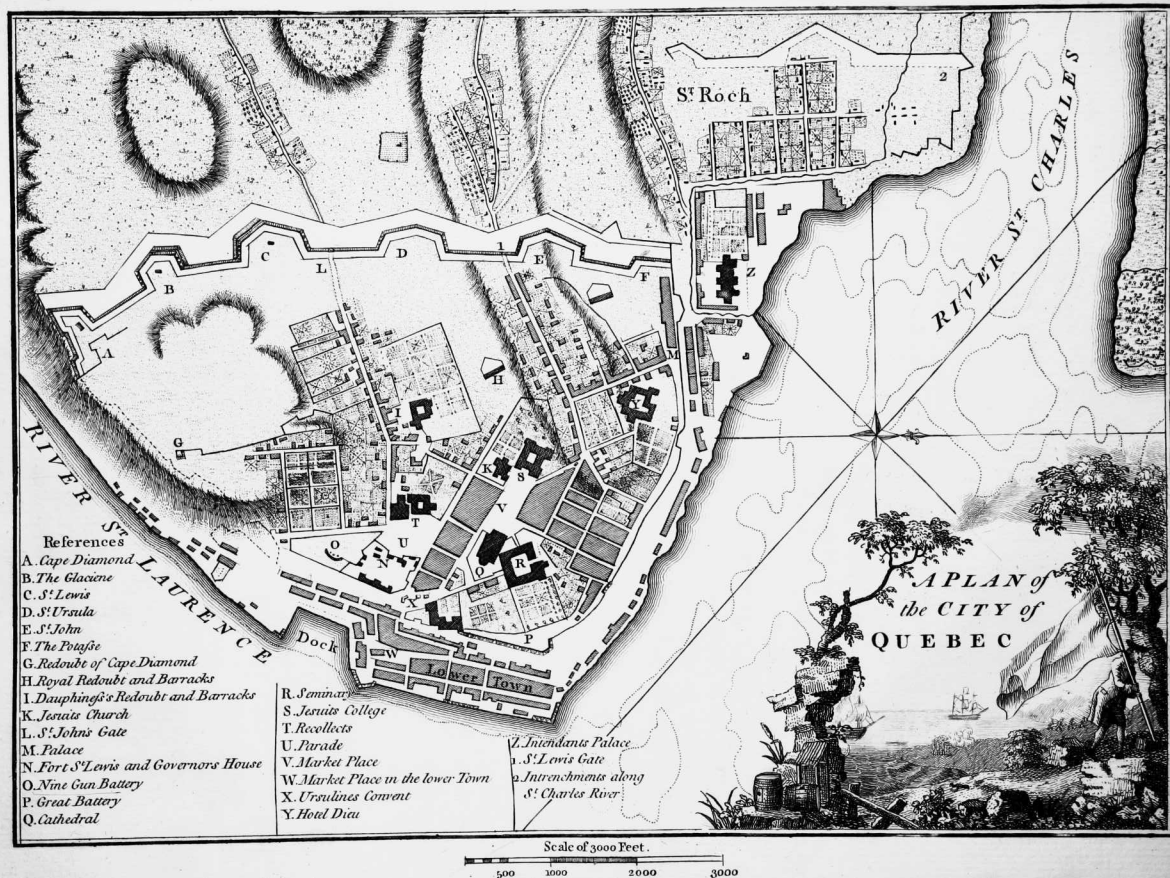 St. Roch
2
RIVER ST. CHARLES
Z
1
E
D
C
L
B
F
A
M
H
Y
I
G
K
S
V
T
O
U
N
R
Q
X
P
W
Dock
Lower Town
RIVER St. LAURENCE
A PLAN of
the CITY of
QUEBEC
References
A. Cape Diamond
B. The Glaciene
C. St. Lewis
D. St. Ursula
E. St. John
F. The Potasse
G. Redoubt of Cape Diamond
H. Royal Redoubt and Barracks
I. Dauphiness's Redoubt and Barracks
K. Jesuits Church
L. St. John's Gate
M. Palace
N. Fort St. Lewis and Governors House
O. Nine Gun Battery
P. Great Battery
Q. Cathedral
R. Seminary
S. Jesuits College
T. Recollects
U. Parade
V. Market Place
W. Market Place in the lower Town
X. Ursulines Convent
Y. Hotel Dieu
Z. Intendants Palace
1. St. Lewis Gate
2. Intrenchments along
St. Charles River
Scale of 3000 Feet.
500 1000 2000 3000